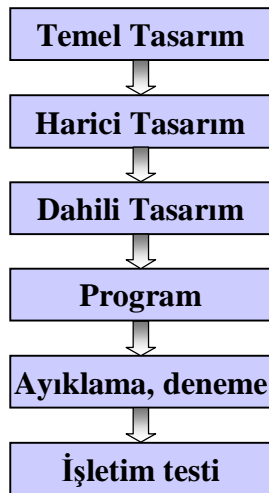 Temel Tasarım
Harici Tasarım
Dahili Tasarım
Program
Ayıklama, deneme
İşletim testi